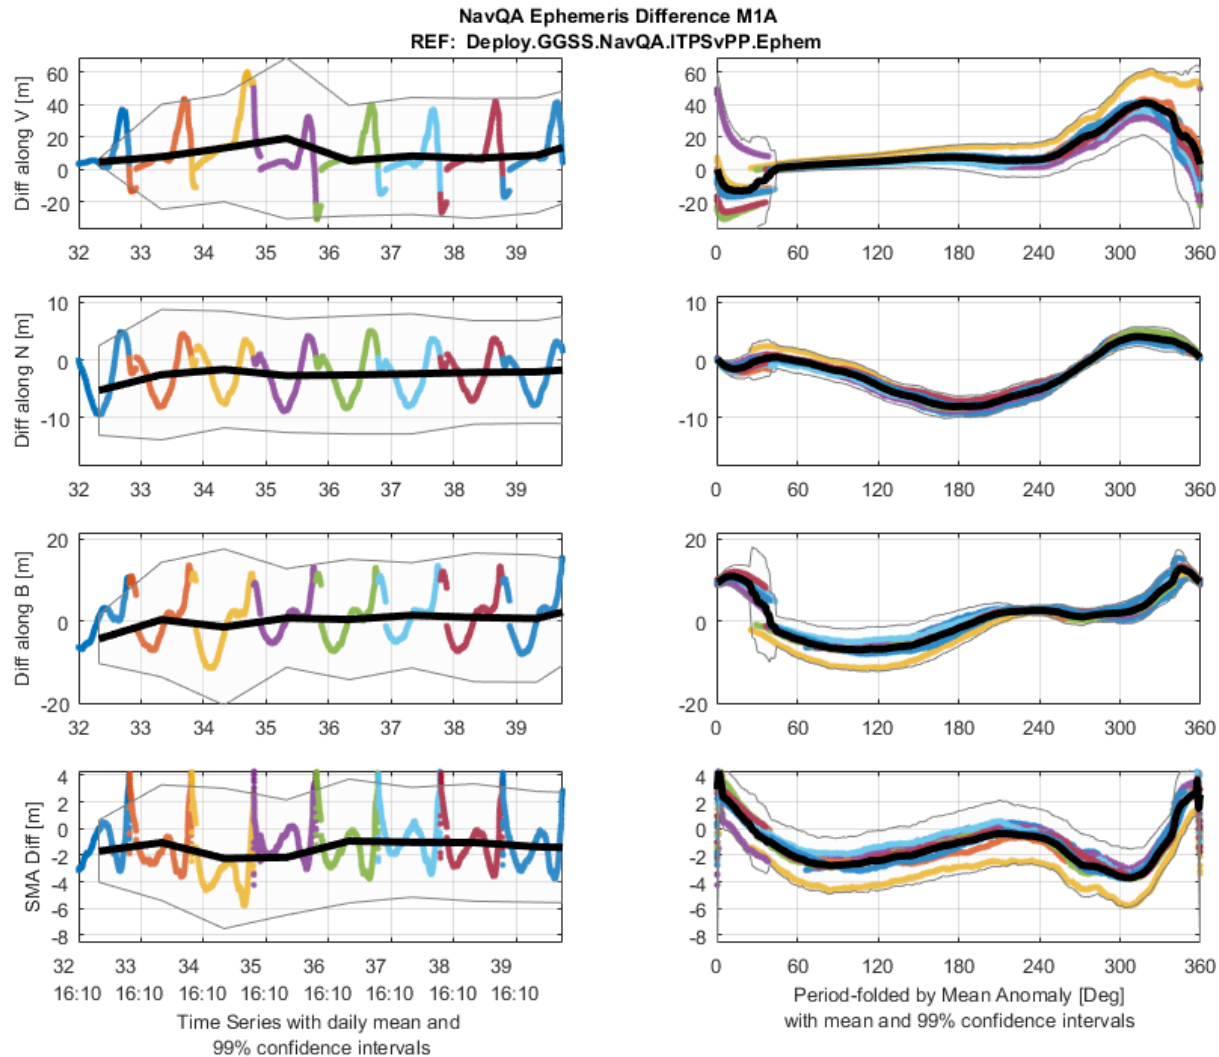 NavQA Ephemeris Difference M1A
REF: Deploy.GGSS.NavQA.ITPSvPP.Ephem
Diff along V [m]
60
40
20
0
-20
32 33 34 35 36 37 38 39
0 60 120 180 240 300 360
60
40
20
0
-20
Diff along N [m]
10
0
-10
32 33 34 35 36 37 38 39
10
0
-10
0 60 120 180 240 300 360
Diff along B [m]
20
0
-20
32 33 34 35 36 37 38 39
20
0
-20
0 60 120 180 240 300 360
SMA Diff [m]
4
2
0
-2
-4
-6
-8
32 33 34 35 36 37 38 39
16:10 16:10 16:10 16:10 16:10 16:10 16:10 16:10
Time Series with daily mean and
99% confidence intervals
4
2
0
-2
-4
-6
-8
0 60 120 180 240 300 360
Period-folded by Mean Anomaly [Deg]
with mean and 99% confidence intervals